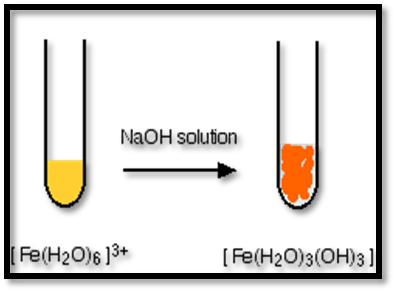 NaOH solution
[ Fe(H₂O)₆ ]³⁺
[ Fe(H₂O)₃(OH)₃ ]